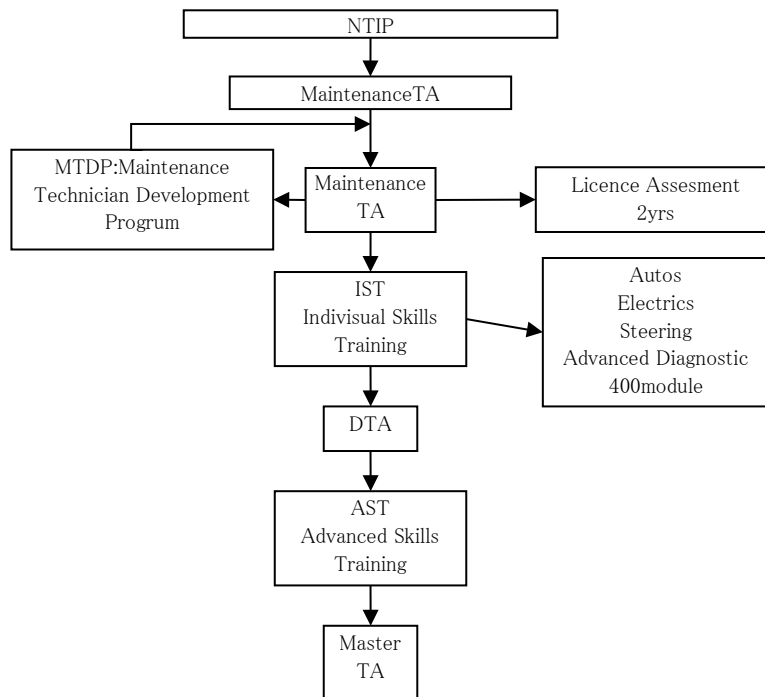 NTIP
MaintenanceTA
MTDP:Maintenance
Technician Development
Progrum
Maintenance
TA
Licence Assesment
2yrs
IST
Indivisual Skills
Training
Autos
Electrics
Steering
Advanced Diagnostic
400module
DTA
AST
Advanced Skills
Training
Master
TA